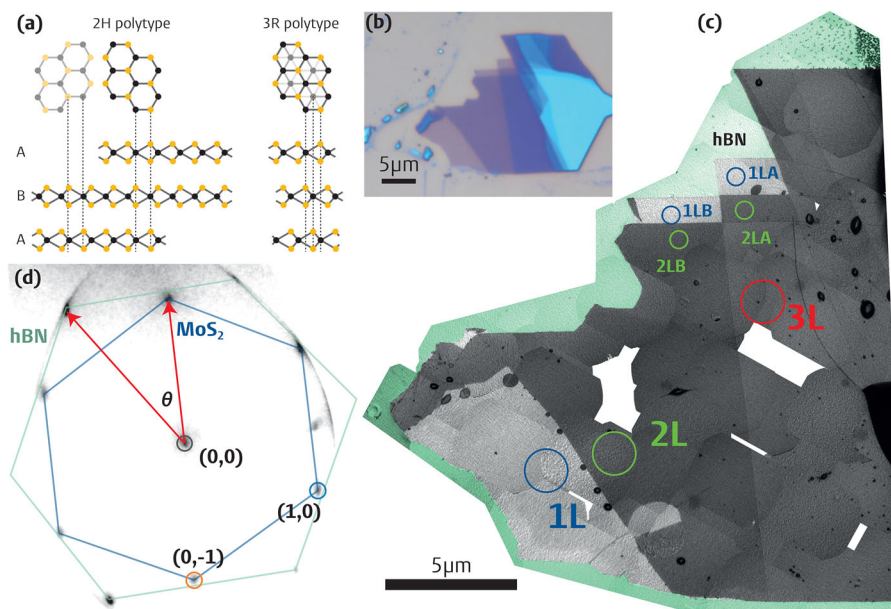 (a)
2H polytype
3R polytype
A
B
A
(b)
5μm
(c)
hBN
1LA
1LB
2LA
2LB
3L
2L
1L
5μm
(d)
hBN
MoS₂
θ
(0,0)
(1,0)
(0,-1)